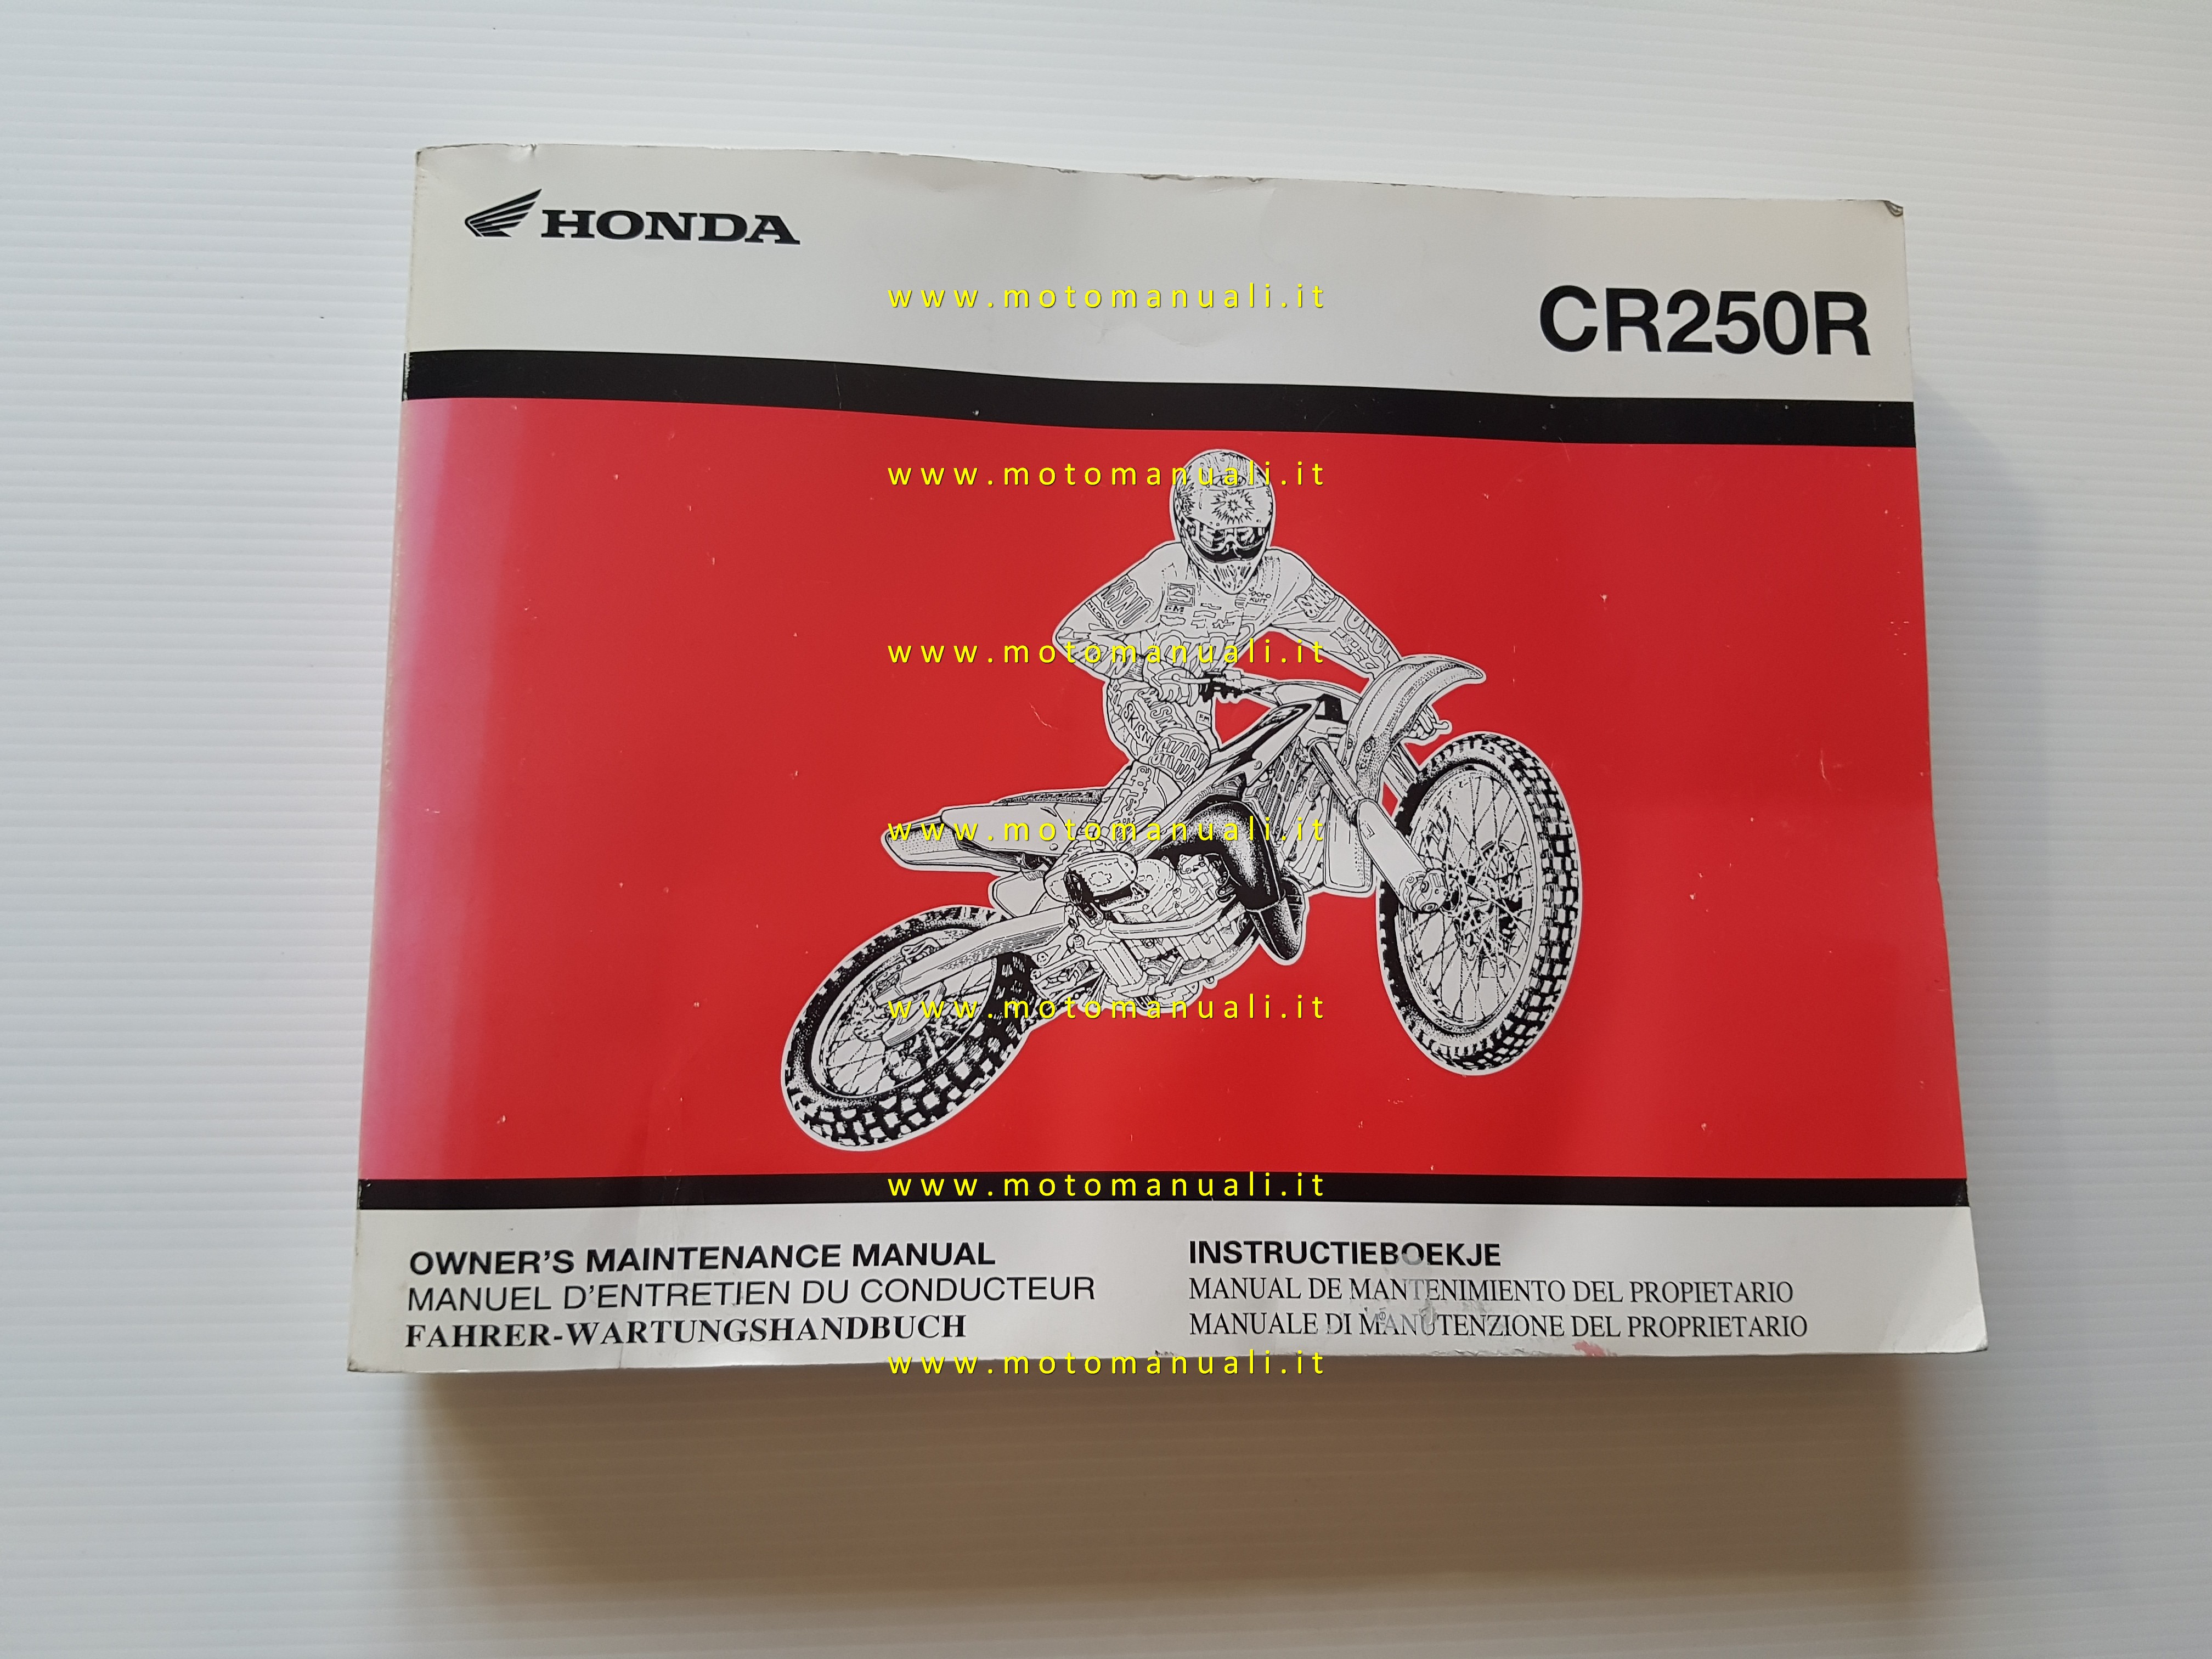 HONDA
www.motomanuali.it
CR250R
www.motomanuali.it
www.motomanuali.it
1
HONDA
www.motomanuali.it
www.motomanuali.it
www.motomanuali.it
OWNER'S MAINTENANCE MANUAL
MANUEL D'ENTRETIEN DU CONDUCTEUR
FAHRER-WARTUNGSHANDBUCH
INSTRUCTIEBOEKJE
MANUAL DE MANTENIMIENTO DEL PROPIETARIO
MANUALE DI MANUTENZIONE DEL PROPRIETARIO
www.motomanuali.it